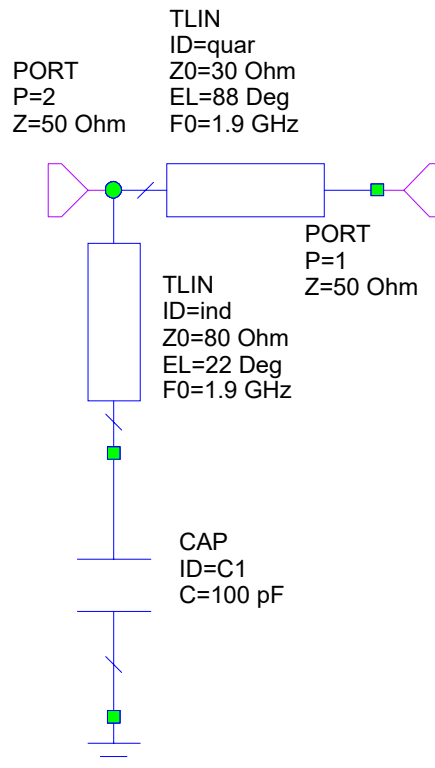 TLIN
ID=quar
Z0=30 Ohm
EL=88 Deg
F0=1.9 GHz
PORT
P=2
Z=50 Ohm
PORT
P=1
Z=50 Ohm
TLIN
ID=ind
Z0=80 Ohm
EL=22 Deg
F0=1.9 GHz
CAP
ID=C1
C=100 pF